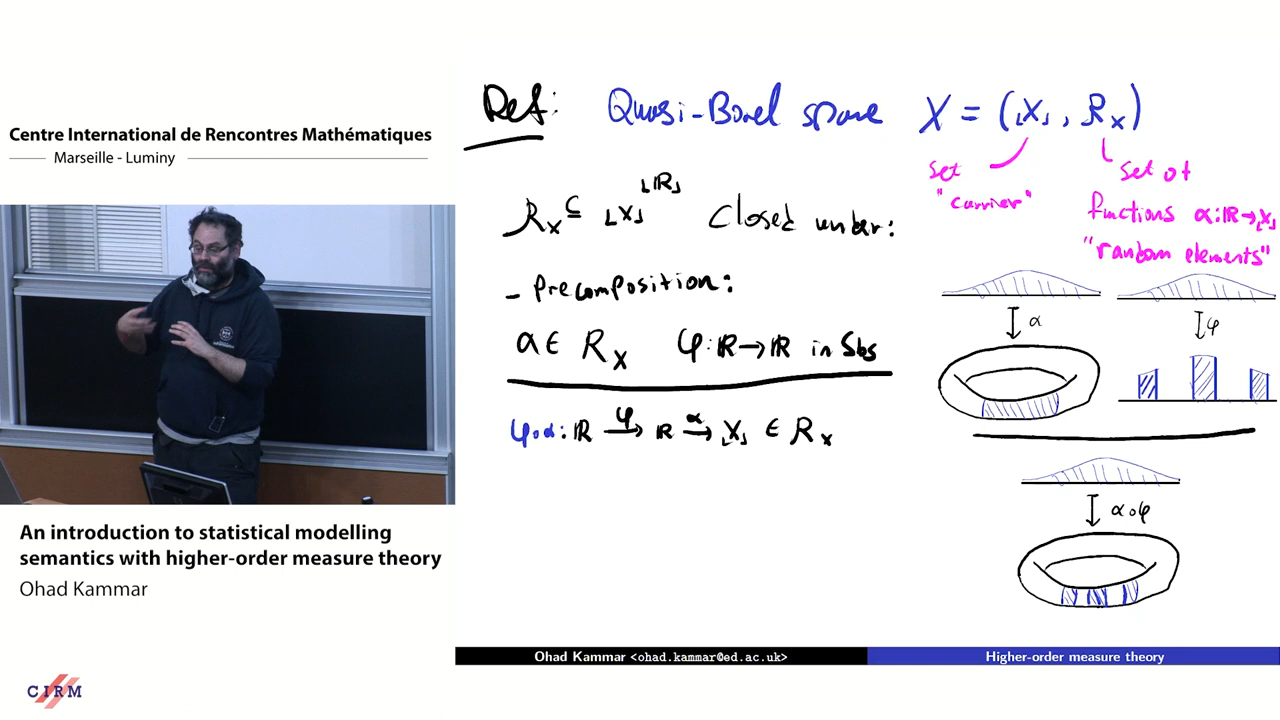 Centre International de Rencontres Mathématiques
Marseille - Luminy
An introduction to statistical modelling
semantics with higher-order measure theory
Ohad Kammar
CIRM
Def: Quasi-Borel space X = (⌞X⌟, R_X)
set
"carrier"
set of
functions α: ℝ→⌞X⌟
"random elements"
R_X ⊆ ⌞X⌟^⌞ℝ⌟ closed under:
- Precomposition:
α ∈ R_X φ: ℝ→ℝ in Sbs
φ∘α: ℝ →φ ℝ →α ⌞X⌟ ∈ R_X
α
φ
α∘φ
Ohad Kammar <ohad.kammar@ed.ac.uk>
Higher-order measure theory